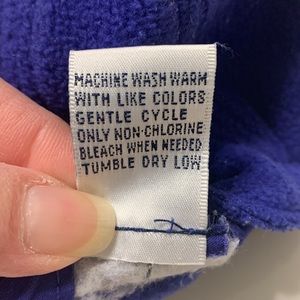 MACHINE WASH WARM
WITH LIKE COLORS
GENTLE CYCLE
ONLY NON-CHLORINE
BLEACH WHEN NEEDED
TUMBLE DRY LOW